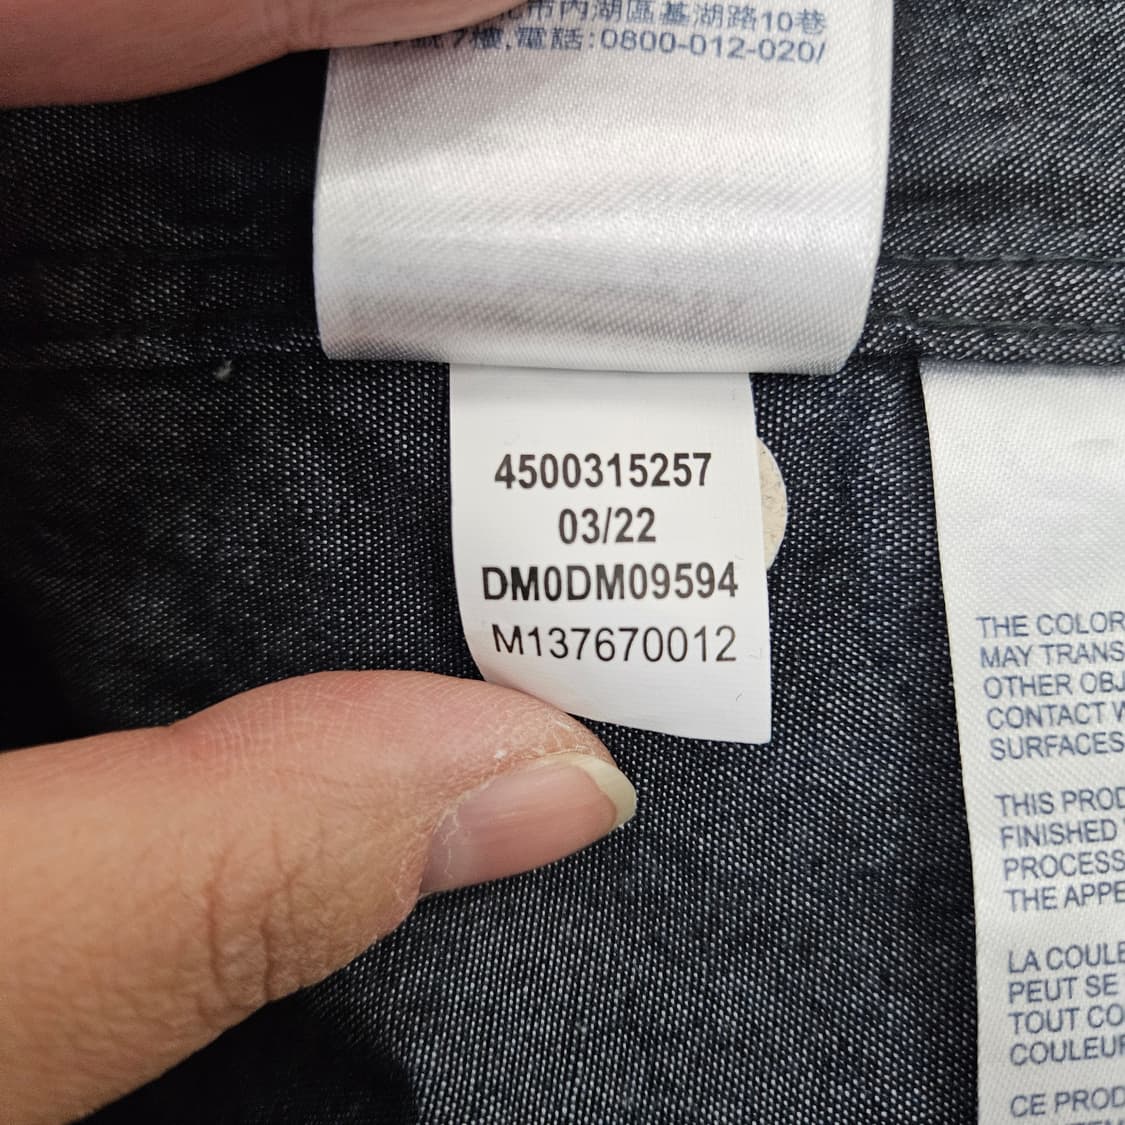 市內湖區基湖路10巷
7樓,電話:0800-012-020/
4500315257
03/22
DM0DM09594
M137670012
THE COLOR
MAY TRANS
OTHER OBJ
CONTACT W
SURFACES
THIS PROD
FINISHED
PROCESS
THE APPE
LA COULE
PEUT SE
TOUT CO
COULEUR
CE PROD